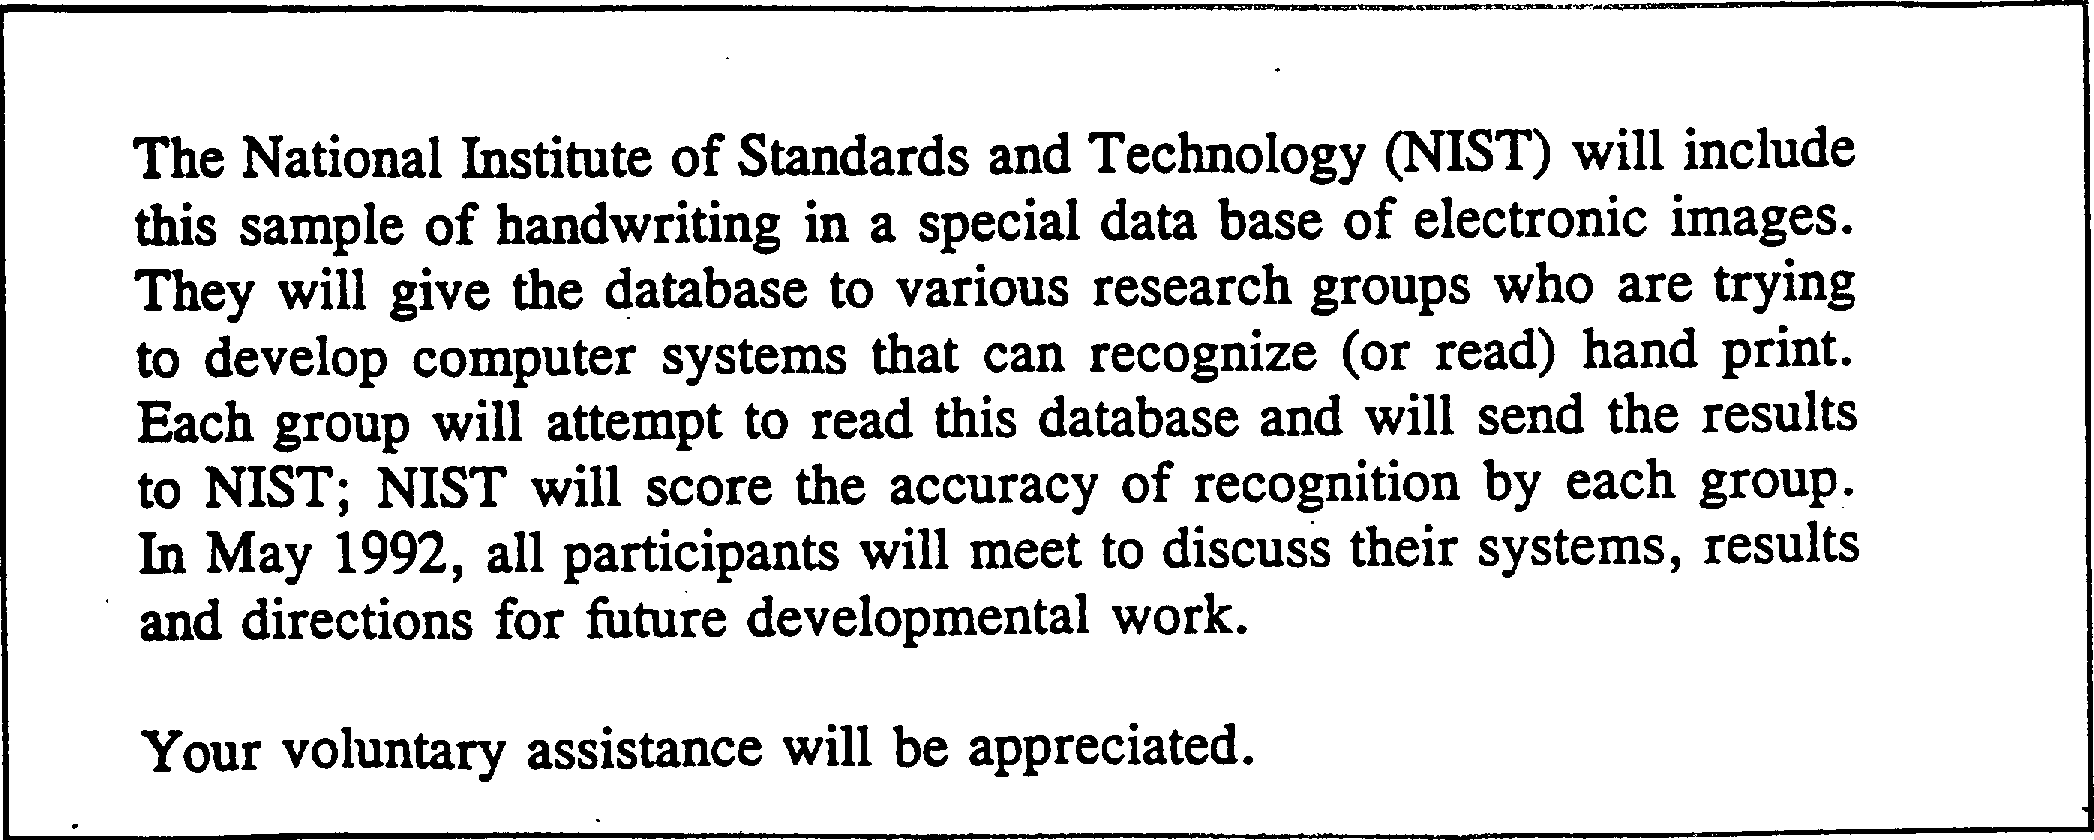 The National Institute of Standards and Technology (NIST) will include
this sample of handwriting in a special data base of electronic images.
They will give the database to various research groups who are trying
to develop computer systems that can recognize (or read) hand print.
Each group will attempt to read this database and will send the results
to NIST; NIST will score the accuracy of recognition by each group.
In May 1992, all participants will meet to discuss their systems, results
and directions for future developmental work.
Your voluntary assistance will be appreciated.